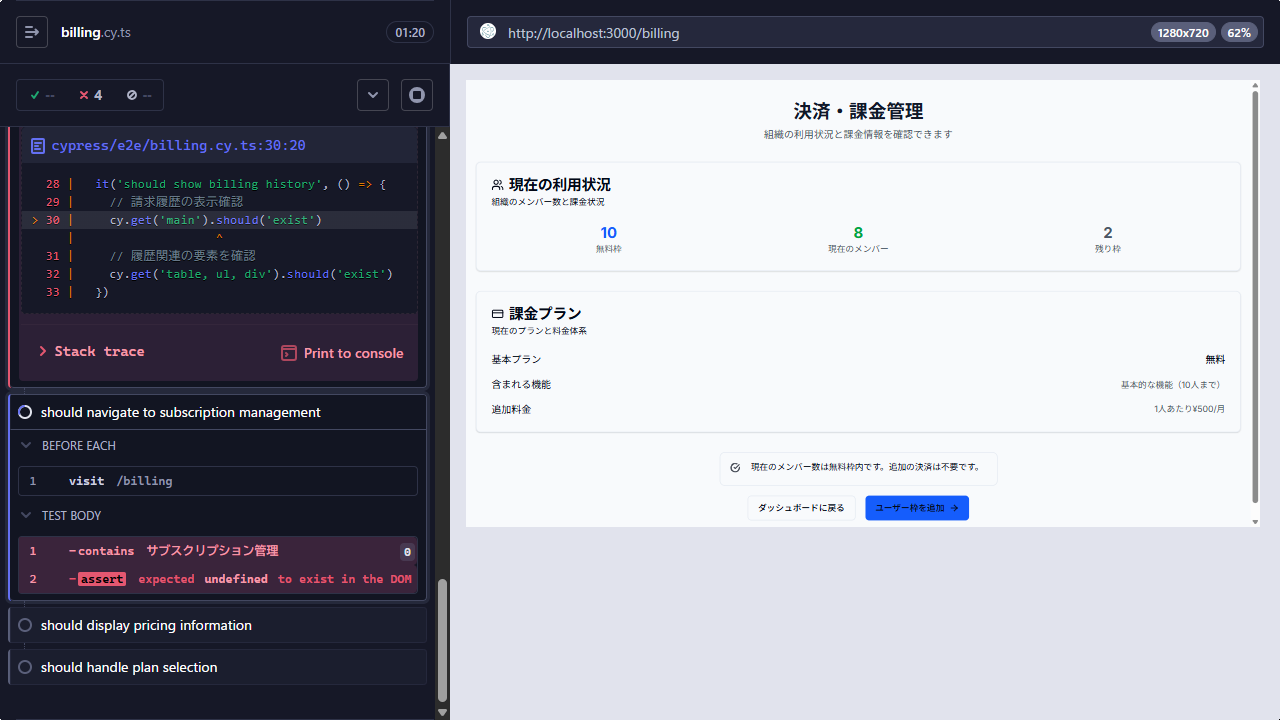 billing.cy.ts
01:20
--
4
--
cypress/e2e/billing.cy.ts:30:20
28 | it('should show billing history', () => {
29 | // 請求履歴の表示確認
> 30 | cy.get('main').should('exist')
| ^
31 | // 履歴関連の要素を確認
32 | cy.get('table, ul, div').should('exist')
33 | })
Stack trace
Print to console
should navigate to subscription management
BEFORE EACH
1 visit /billing
TEST BODY
1 -contains サブスクリプション管理 0
2 -assert expected undefined to exist in the DOM
should display pricing information
should handle plan selection
http://localhost:3000/billing
1280x720
62%
決済・課金管理
組織の利用状況と課金情報を確認できます
現在の利用状況
組織のメンバー数と課金状況
10 8 2
無料枠 現在のメンバー 残り枠
課金プラン
現在のプランと料金体系
基本プラン 無料
含まれる機能 基本的な機能（10人まで）
追加料金 1人あたり¥500/月
現在のメンバー数は無料枠内です。追加の決済は不要です。
ダッシュボードに戻る
ユーザー枠を追加 →